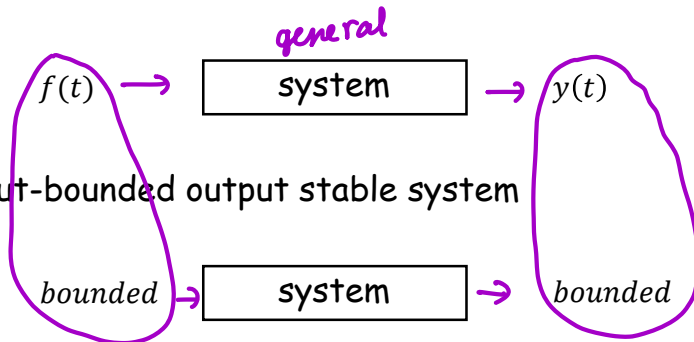 general
f(t) → system → y(t)
ut-bounded output stable system
bounded → system → bounded